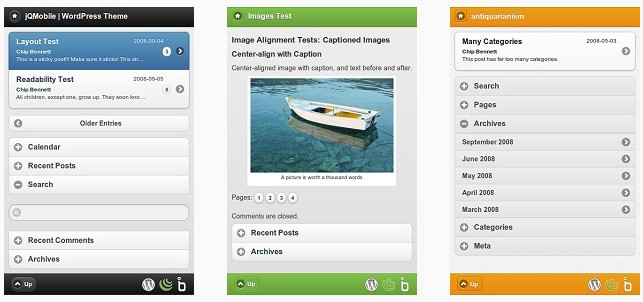 jQMobile | WordPress Theme
Layout Test
2008-09-04
Chip Bennett
3
This is a sticky post!! Make sure it sticks! This sh…
Readability Test
2008-09-05
Chip Bennett
0
All children, except one, grow up. They soon kno…
Older Entries
Calendar
Recent Posts
Search
Recent Comments
Archives
Up
Images Test
Image Alignment Tests: Captioned Images
Center-align with Caption
Center-aligned image with caption, and text before and after.
A picture is worth a thousand words
Pages: 1 2 3 4
Comments are closed.
Recent Posts
Archives
Up
antiquarianism
Many Categories
2008-05-03
Chip Bennett
This post has far too many categories.
Search
Pages
Archives
September 2008
June 2008
May 2008
April 2008
March 2008
Categories
Meta
Up